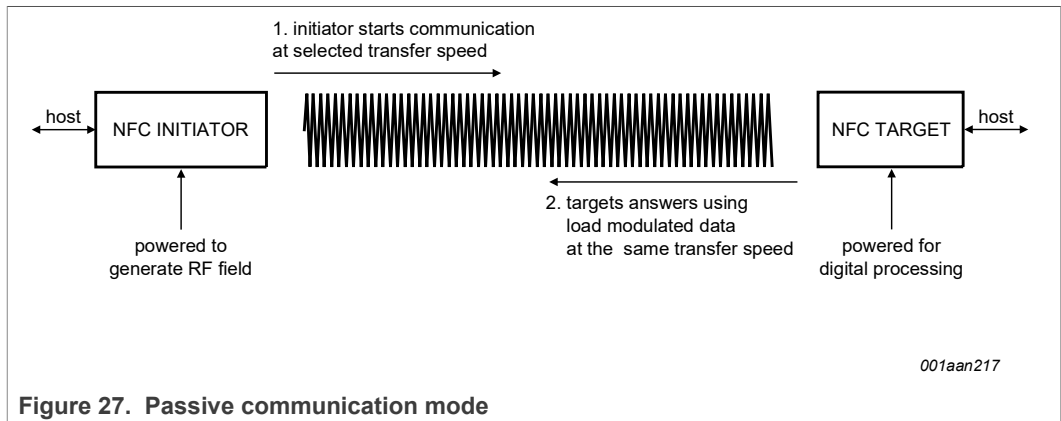 1. initiator starts communication
at selected transfer speed
host
NFC INITIATOR
NFC TARGET
host
2. targets answers using
load modulated data
at the same transfer speed
powered to
generate RF field
powered for
digital processing
001aan217
Figure 27. Passive communication mode